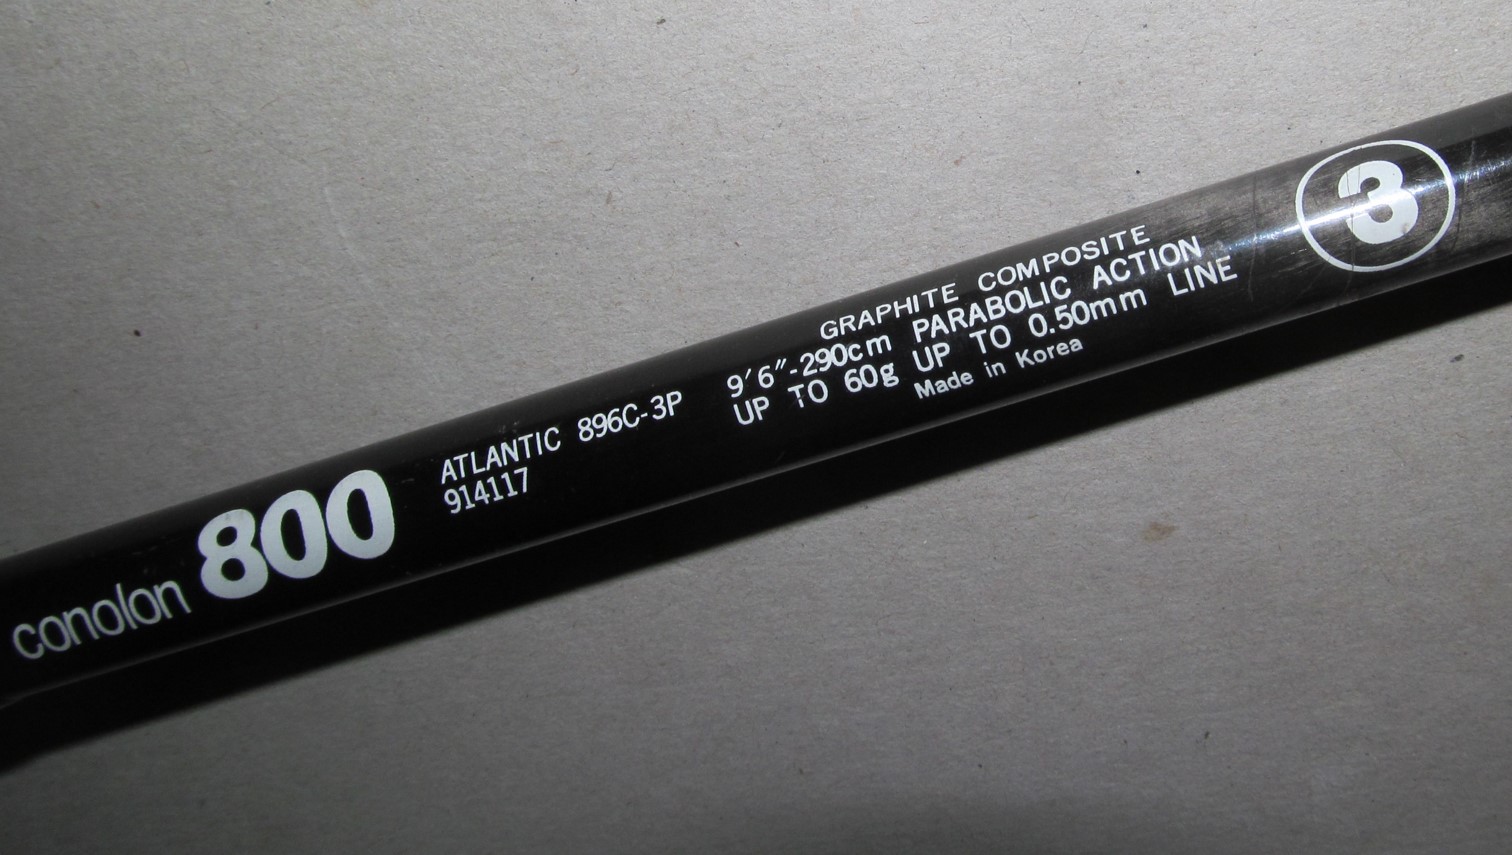 conolon 800
ATLANTIC 896C-3P
914117
GRAPHITE COMPOSITE
9'6"-290cm PARABOLIC ACTION
UP TO 60g UP TO 0.50mm LINE
Made in Korea
3